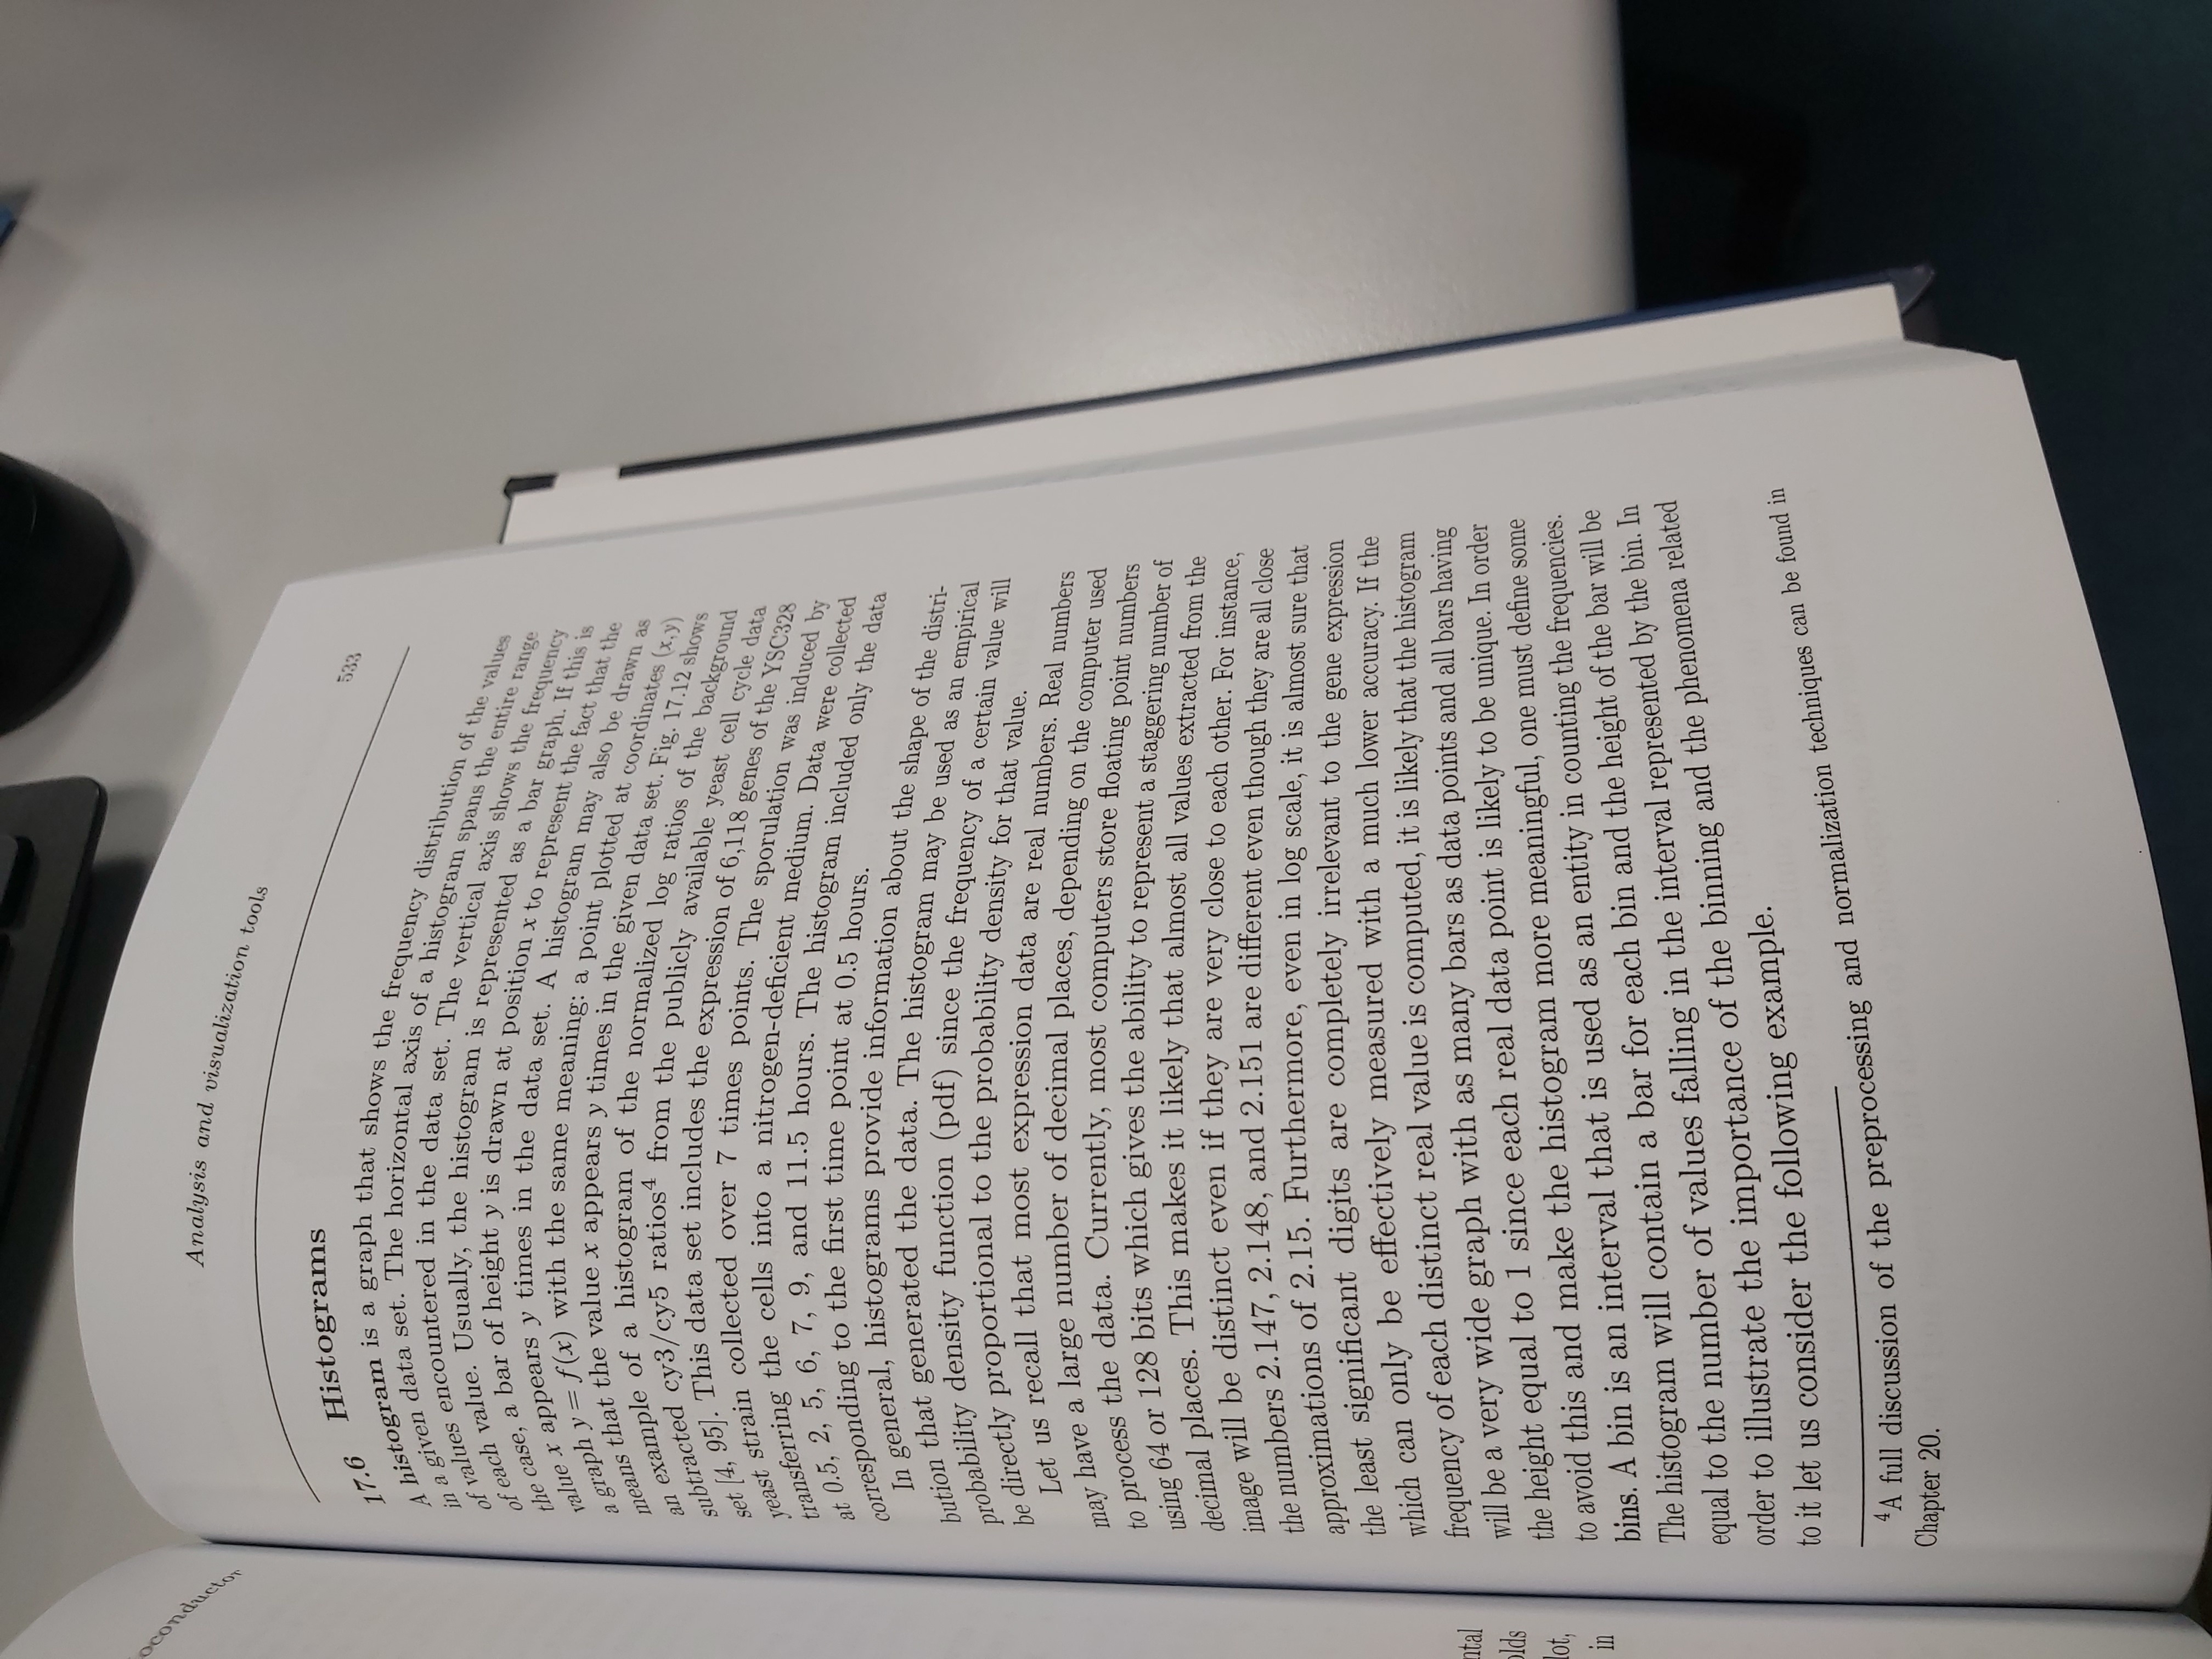 oconductor
ntal
olds
lot,
in
Analysis and visualization tools
533
17.6 Histograms
A histogram is a graph that shows the frequency distribution of the values
in a given data set. The horizontal axis of a histogram spans the entire range
of values encountered in the data set. The vertical axis shows the frequency
of each value. Usually, the histogram is represented as a bar graph. If this is
the case, a bar of height y is drawn at position x to represent the fact that the
value x appears y times in the data set. A histogram may also be drawn as
a graph y = f(x) with the same meaning: a point plotted at coordinates (x,y)
means that the value x appears y times in the given data set. Fig. 17.12 shows
an example of a histogram of the normalized log ratios of the background
subtracted cy3/cy5 ratios⁴ from the publicly available yeast cell cycle data
set [4, 95]. This data set includes the expression of 6,118 genes of the YSC328
yeast strain collected over 7 times points. The sporulation was induced by
transferring the cells into a nitrogen-deficient medium. Data were collected
at 0.5, 2, 5, 6, 7, 9, and 11.5 hours. The histogram included only the data
corresponding to the first time point at 0.5 hours.
In general, histograms provide information about the shape of the distri-
bution that generated the data. The histogram may be used as an empirical
probability density function (pdf) since the frequency of a certain value will
be directly proportional to the probability density for that value.
Let us recall that most expression data are real numbers. Real numbers
may have a large number of decimal places, depending on the computer used
to process the data. Currently, most computers store floating point numbers
using 64 or 128 bits which gives the ability to represent a staggering number of
decimal places. This makes it likely that almost all values extracted from the
image will be distinct even if they are very close to each other. For instance,
the numbers 2.147, 2.148, and 2.151 are different even though they are all close
approximations of 2.15. Furthermore, even in log scale, it is almost sure that
the least significant digits are completely irrelevant to the gene expression
which can only be effectively measured with a much lower accuracy. If the
frequency of each distinct real value is computed, it is likely that the histogram
will be a very wide graph with as many bars as data points and all bars having
the height equal to 1 since each real data point is likely to be unique. In order
to avoid this and make the histogram more meaningful, one must define some
bins. A bin is an interval that is used as an entity in counting the frequencies.
The histogram will contain a bar for each bin and the height of the bar will be
equal to the number of values falling in the interval represented by the bin. In
order to illustrate the importance of the binning and the phenomena related
to it let us consider the following example.
⁴A full discussion of the preprocessing and normalization techniques can be found in
Chapter 20.